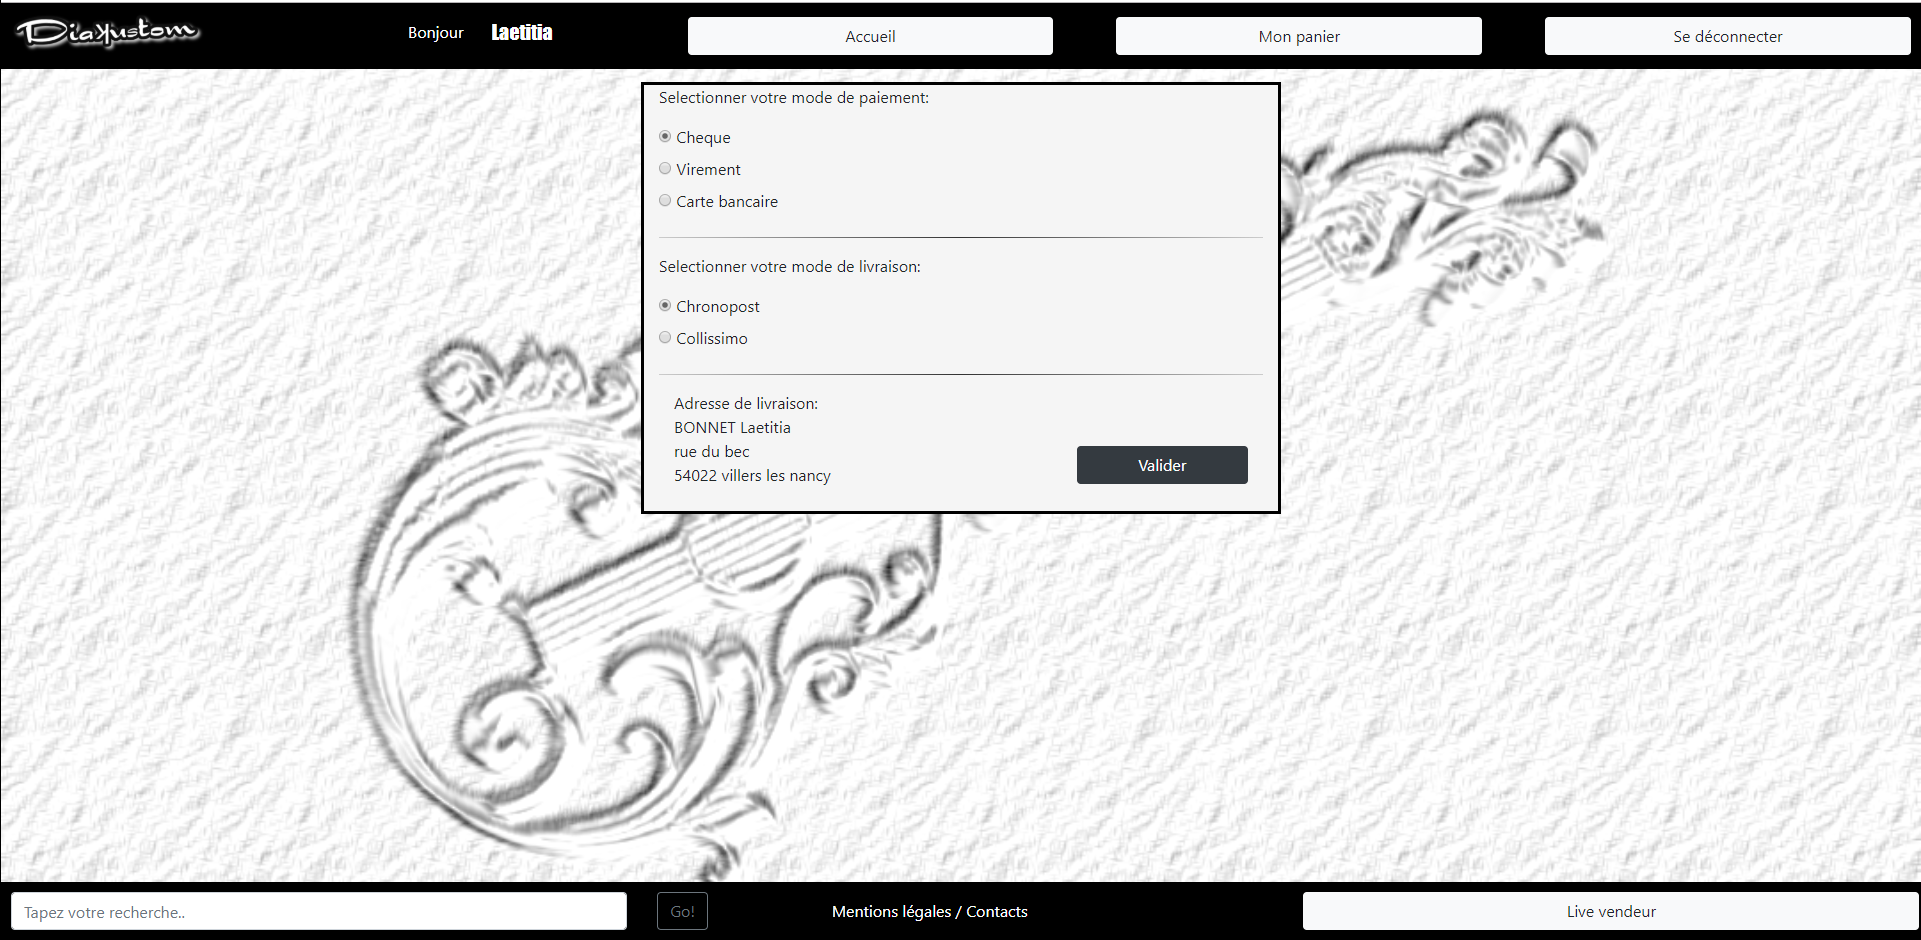 Diakustom
Bonjour Laetitia Accueil Mon panier Se déconnecter
Selectionner votre mode de paiement:
Cheque
Virement
Carte bancaire
Selectionner votre mode de livraison:
Chronopost
Collissimo
Adresse de livraison:
BONNET Laetitia
rue du bec
54022 villers les nancy
Valider
Tapez votre recherche.. Go! Mentions légales / Contacts Live vendeur